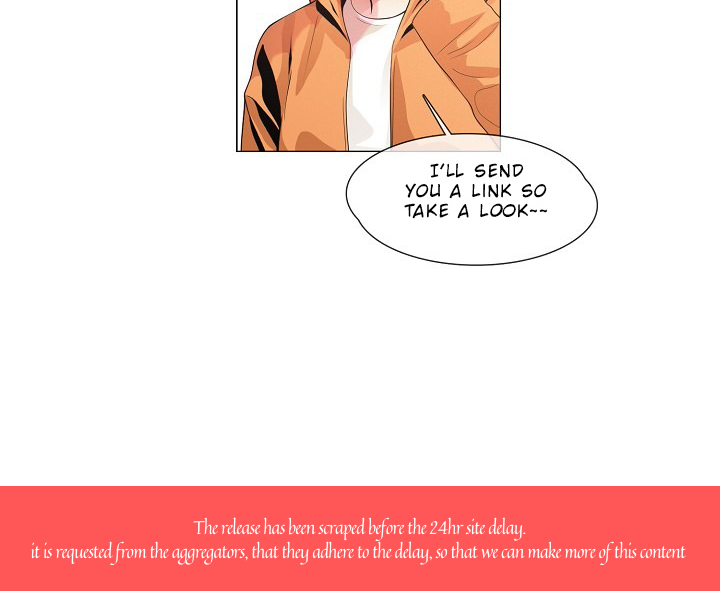 I'LL SEND
YOU A LINK SO
TAKE A LOOK~~
The release has been scraped before the 24hr site delay.
it is requested from the aggregators, that they adhere to the delay, so that we can make more of this content